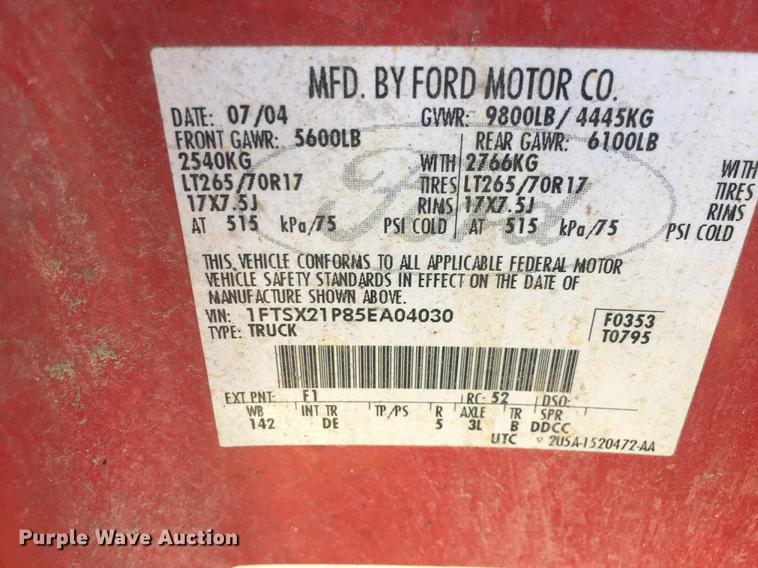 MFD. BY FORD MOTOR CO.
DATE: 07/04 GVWR: 9800LB/ 4445KG
FRONT GAWR: 5600LB REAR GAWR: 6100LB
2540KG WITH 2766KG WITH
LT265/70R17 TIRES LT265/70R17 TIRES
17X7.5J RIMS 17X7.5J RIMS
AT 515 kPa/75 PSI COLD AT 515 kPa/75 PSI COLD
Ford
THIS VEHICLE CONFORMS TO ALL APPLICABLE FEDERAL MOTOR
VEHICLE SAFETY STANDARDS IN EFFECT ON THE DATE OF
MANUFACTURE SHOWN ABOVE.
VIN: 1FTSX21P85EA04030 F0353
TYPE: TRUCK T0795
EXT PNT: F1 RC: 52 DSO:
WB INT TR TP/PS R AXLE TR SPR
142 DE 5 3L B DDCC
UTC 2U5A-1520472-AA
Purple Wave Auction